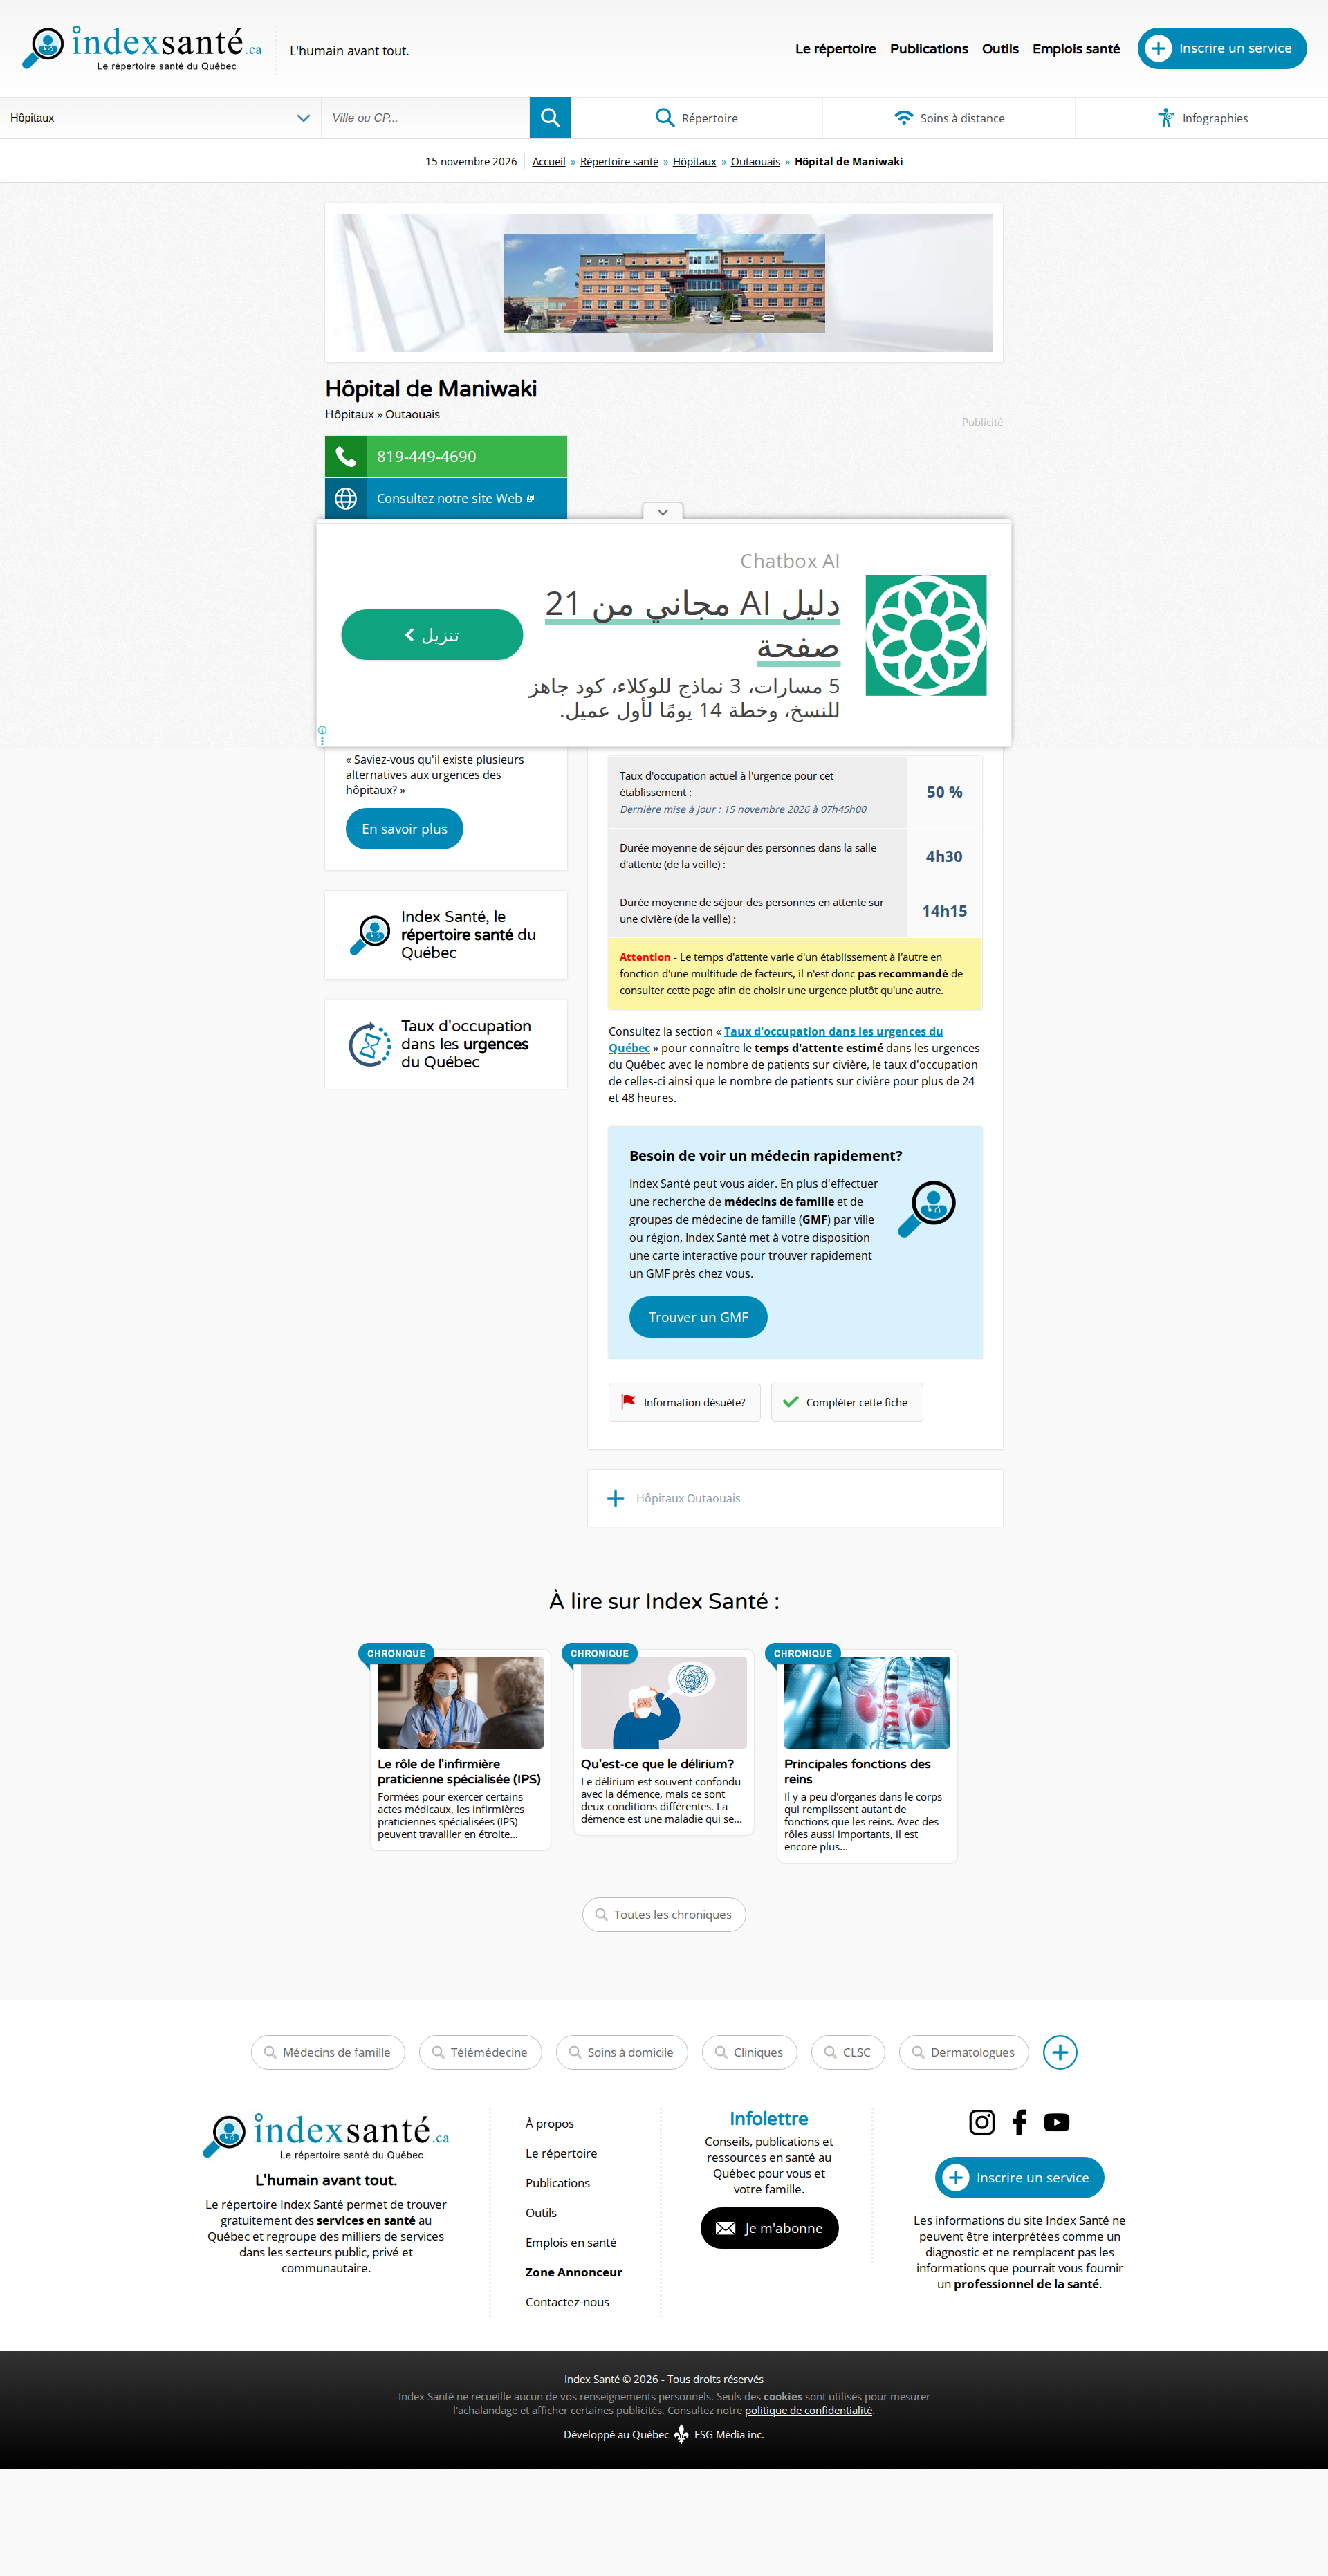 indexsanté.ca
Le répertoire santé du Québec
L'humain avant tout.
Le répertoire
Publications
Outils
Emplois santé
Inscrire un service
Hôpitaux
Ville ou CP...
Répertoire
Soins à distance
Infographies
15 novembre 2026
Accueil » Répertoire santé » Hôpitaux » Outaouais » Hôpital de Maniwaki
Hôpital de Maniwaki
Hôpitaux » Outaouais
Publicité
819-449-4690
Consultez notre site Web
Chatbox AI
دليل AI مجاني من 21
صفحة
5 مسارات، 3 نماذج للوكلاء، كود جاهز
للنسخ، وخطة 14 يومًا لأول عميل.
تنزيل
« Saviez-vous qu'il existe plusieurs
alternatives aux urgences des
hôpitaux? »
En savoir plus
Index Santé, le
répertoire santé du
Québec
Taux d'occupation
dans les urgences
du Québec
Taux d'occupation actuel à l'urgence pour cet
établissement :
Dernière mise à jour : 15 novembre 2026 à 07h45h00
50 %
Durée moyenne de séjour des personnes dans la salle
d'attente (de la veille) :
4h30
Durée moyenne de séjour des personnes en attente sur
une civière (de la veille) :
14h15
Attention - Le temps d'attente varie d'un établissement à l'autre en
fonction d'une multitude de facteurs, il n'est donc pas recommandé de
consulter cette page afin de choisir une urgence plutôt qu'une autre.
Consultez la section « Taux d'occupation dans les urgences du
Québec » pour connaître le temps d'attente estimé dans les urgences
du Québec avec le nombre de patients sur civière, le taux d'occupation
de celles-ci ainsi que le nombre de patients sur civière pour plus de 24
et 48 heures.
Besoin de voir un médecin rapidement?
Index Santé peut vous aider. En plus d'effectuer
une recherche de médecins de famille et de
groupes de médecine de famille (GMF) par ville
ou région, Index Santé met à votre disposition
une carte interactive pour trouver rapidement
un GMF près chez vous.
Trouver un GMF
Information désuète?
Compléter cette fiche
Hôpitaux Outaouais
À lire sur Index Santé :
CHRONIQUE
Le rôle de l'infirmière
praticienne spécialisée (IPS)
Formées pour exercer certains
actes médicaux, les infirmières
praticiennes spécialisées (IPS)
peuvent travailler en étroite...
CHRONIQUE
Qu'est-ce que le délirium?
Le délirium est souvent confondu
avec la démence, mais ce sont
deux conditions différentes. La
démence est une maladie qui se...
CHRONIQUE
Principales fonctions des
reins
Il y a peu d'organes dans le corps
qui remplissent autant de
fonctions que les reins. Avec des
rôles aussi importants, il est
encore plus...
Toutes les chroniques
Médecins de famille
Télémédecine
Soins à domicile
Cliniques
CLSC
Dermatologues
indexsanté.ca
Le répertoire santé du Québec
L'humain avant tout.
Le répertoire Index Santé permet de trouver
gratuitement des services en santé au
Québec et regroupe des milliers de services
dans les secteurs public, privé et
communautaire.
À propos
Le répertoire
Publications
Outils
Emplois en santé
Zone Annonceur
Contactez-nous
Infolettre
Conseils, publications et
ressources en santé au
Québec pour vous et
votre famille.
Je m'abonne
Inscrire un service
Les informations du site Index Santé ne
peuvent être interprétées comme un
diagnostic et ne remplacent pas les
informations que pourrait vous fournir
un professionnel de la santé.
Index Santé © 2026 - Tous droits réservés
Index Santé ne recueille aucun de vos renseignements personnels. Seuls des cookies sont utilisés pour mesurer
l'achalandage et afficher certaines publicités. Consultez notre politique de confidentialité.
Développé au Québec ESG Média inc.